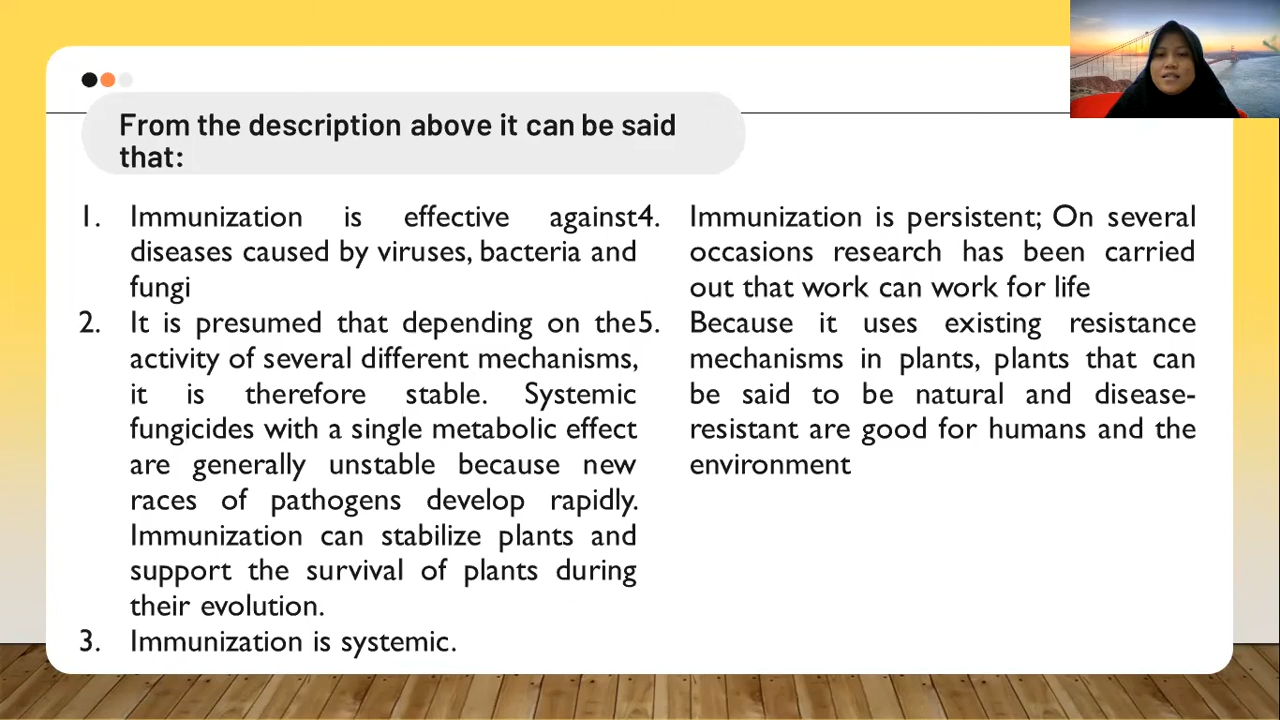 From the description above it can be said
that:
1. Immunization is effective against
diseases caused by viruses, bacteria and
fungi
2. It is presumed that depending on the
activity of several different mechanisms,
it is therefore stable. Systemic
fungicides with a single metabolic effect
are generally unstable because new
races of pathogens develop rapidly.
Immunization can stabilize plants and
support the survival of plants during
their evolution.
3. Immunization is systemic.
4. Immunization is persistent; On several
occasions research has been carried
out that work can work for life
5. Because it uses existing resistance
mechanisms in plants, plants that can
be said to be natural and disease-
resistant are good for humans and the
environment